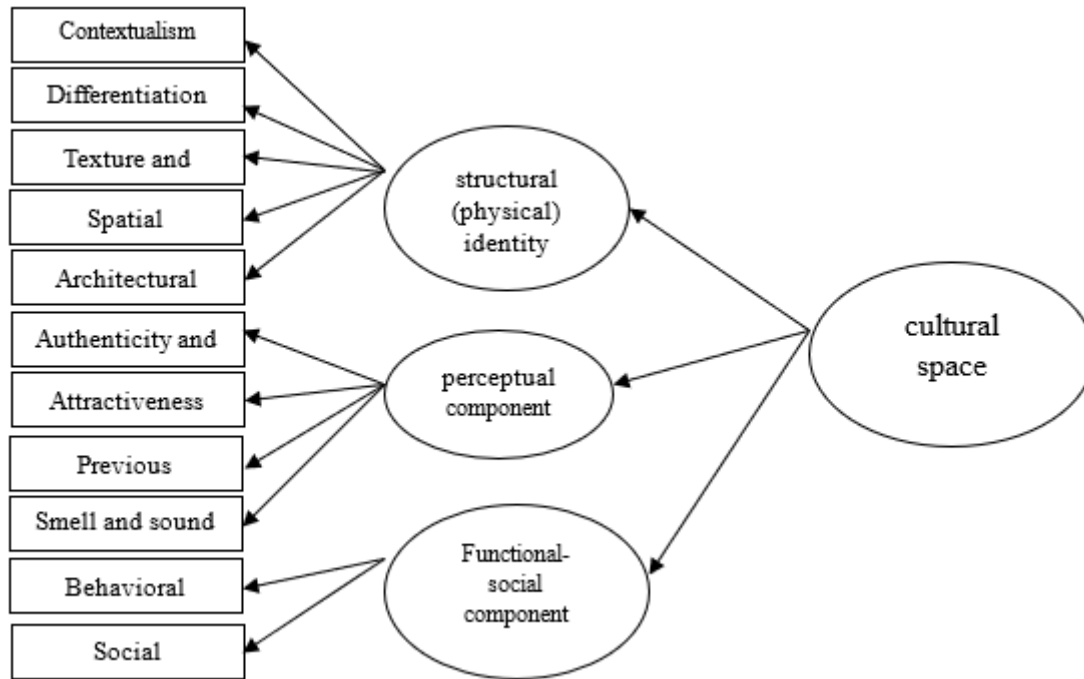 Contextualism
Differentiation
Texture and
Spatial
Architectural
Authenticity and
Attractiveness
Previous
Smell and sound
Behavioral
Social
structural
(physical)
identity
perceptual
component
Functional-
social
component
cultural
space